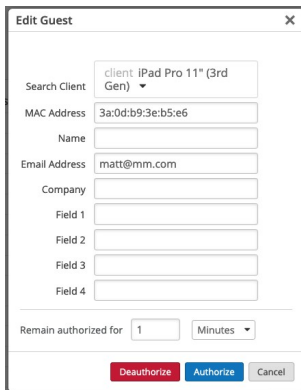 Edit Guest
client iPad Pro 11" (3rd
Search Client Gen)
MAC Address 3a:0d:b9:3e:b5:e6
Name
Email Address matt@mm.com
Company
Field 1
Field 2
Field 3
Field 4
Remain authorized for 1 Minutes
Deauthorize Authorize Cancel